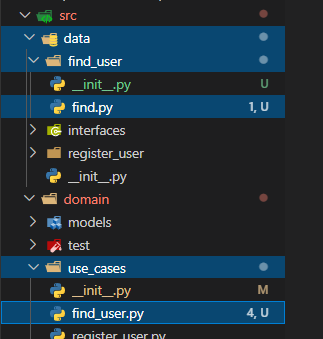 src
data
find_user
__init__.py U
find.py 1, U
interfaces
register_user
__init__.py
domain
models
test
use_cases
__init__.py M
find_user.py 4, U
register_user.py